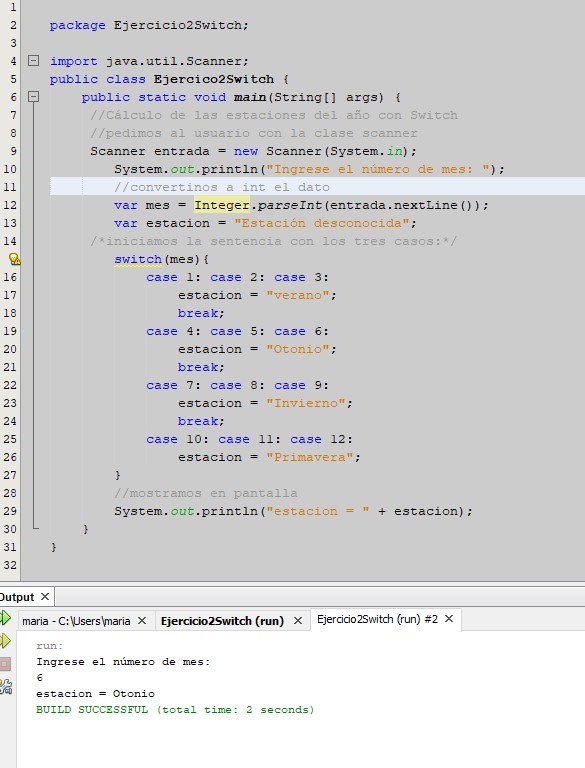 1
2 package Ejercicio2Switch;
3
4 import java.util.Scanner;
5 public class Ejercico2Switch {
6 public static void main(String[] args) {
7 //Cálculo de las estaciones del año con Switch
8 //pedimos al usuario con la clase scanner
9 Scanner entrada = new Scanner(System.in);
10 System.out.println("Ingrese el número de mes: ");
11 //convertinos a int el dato
12 var mes = Integer.parseInt(entrada.nextLine());
13 var estacion = "Estación desconocida";
14 /*iniciamos la sentencia con los tres casos:*/
switch(mes){
16 case 1: case 2: case 3:
17 estacion = "verano";
18 break;
19 case 4: case 5: case 6:
20 estacion = "Otonio";
21 break;
22 case 7: case 8: case 9:
23 estacion = "Invierno";
24 break;
25 case 10: case 11: case 12:
26 estacion = "Primavera";
27 }
28 //mostramos en pantalla
29 System.out.println("estacion = " + estacion);
30 }
31 }
32
Output ×
maria - C:\Users\maria × Ejercicio2Switch (run) × Ejercicio2Switch (run) #2 ×
run:
Ingrese el número de mes:
6
estacion = Otonio
BUILD SUCCESSFUL (total time: 2 seconds)